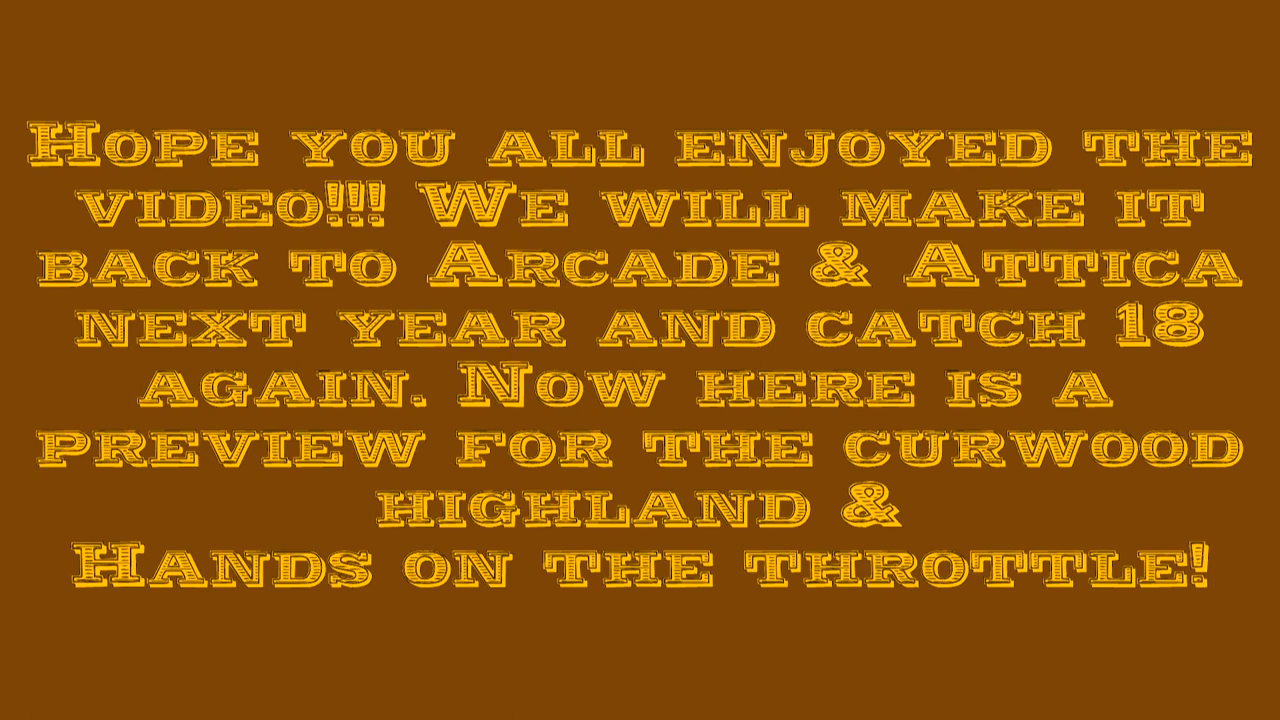 Hope you all enjoyed the
video!!! We will make it
back to Arcade & Attica
next year and catch 18
again. Now here is a
preview for the curwood
highland &
Hands on the throttle!